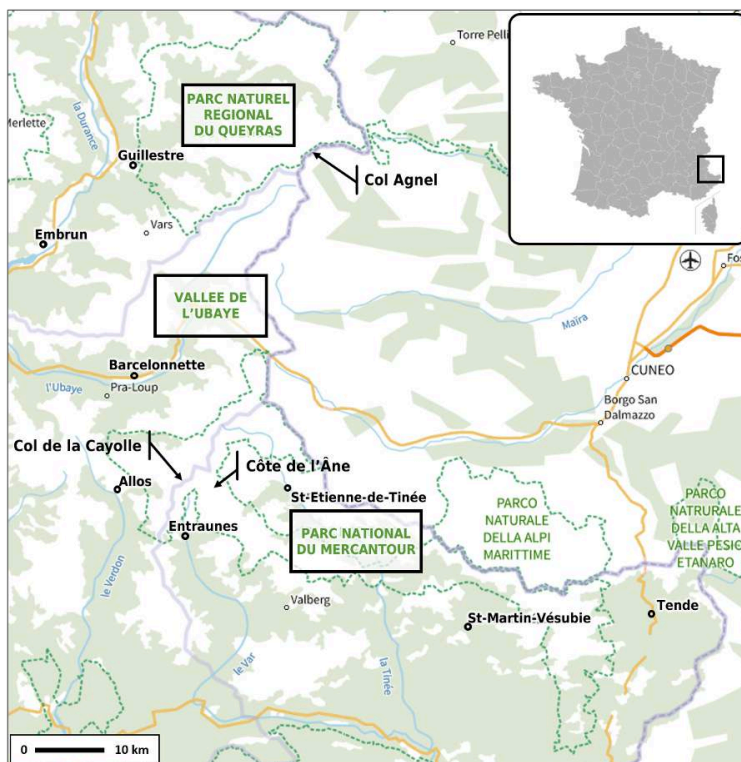 Torre Pelli
PARC NATUREL
REGIONAL
DU QUEYRAS
la Durance
Merlette
Guillestre
Col Agnel
Vars
Embrun
Fos
VALLEE DE
L'UBAYE
Maïra
Barcelonnette
CUNEO
l'Ubaye
Pra-Loup
Borgo San
Dalmazzo
Col de la Cayolle
Côte de l'Âne
Allos
St-Etienne-de-Tinée
PARCO
NATURALE
DELLA ALPI
MARITTIME
PARCO
NATRURALE
DELLA ALTA
VALLE PESIO
ETANARO
Entraunes
PARC NATIONAL
DU MERCANTOUR
le Verdon
Valberg
St-Martin-Vésubie
Tende
le Var
la Tinée
0 10 km